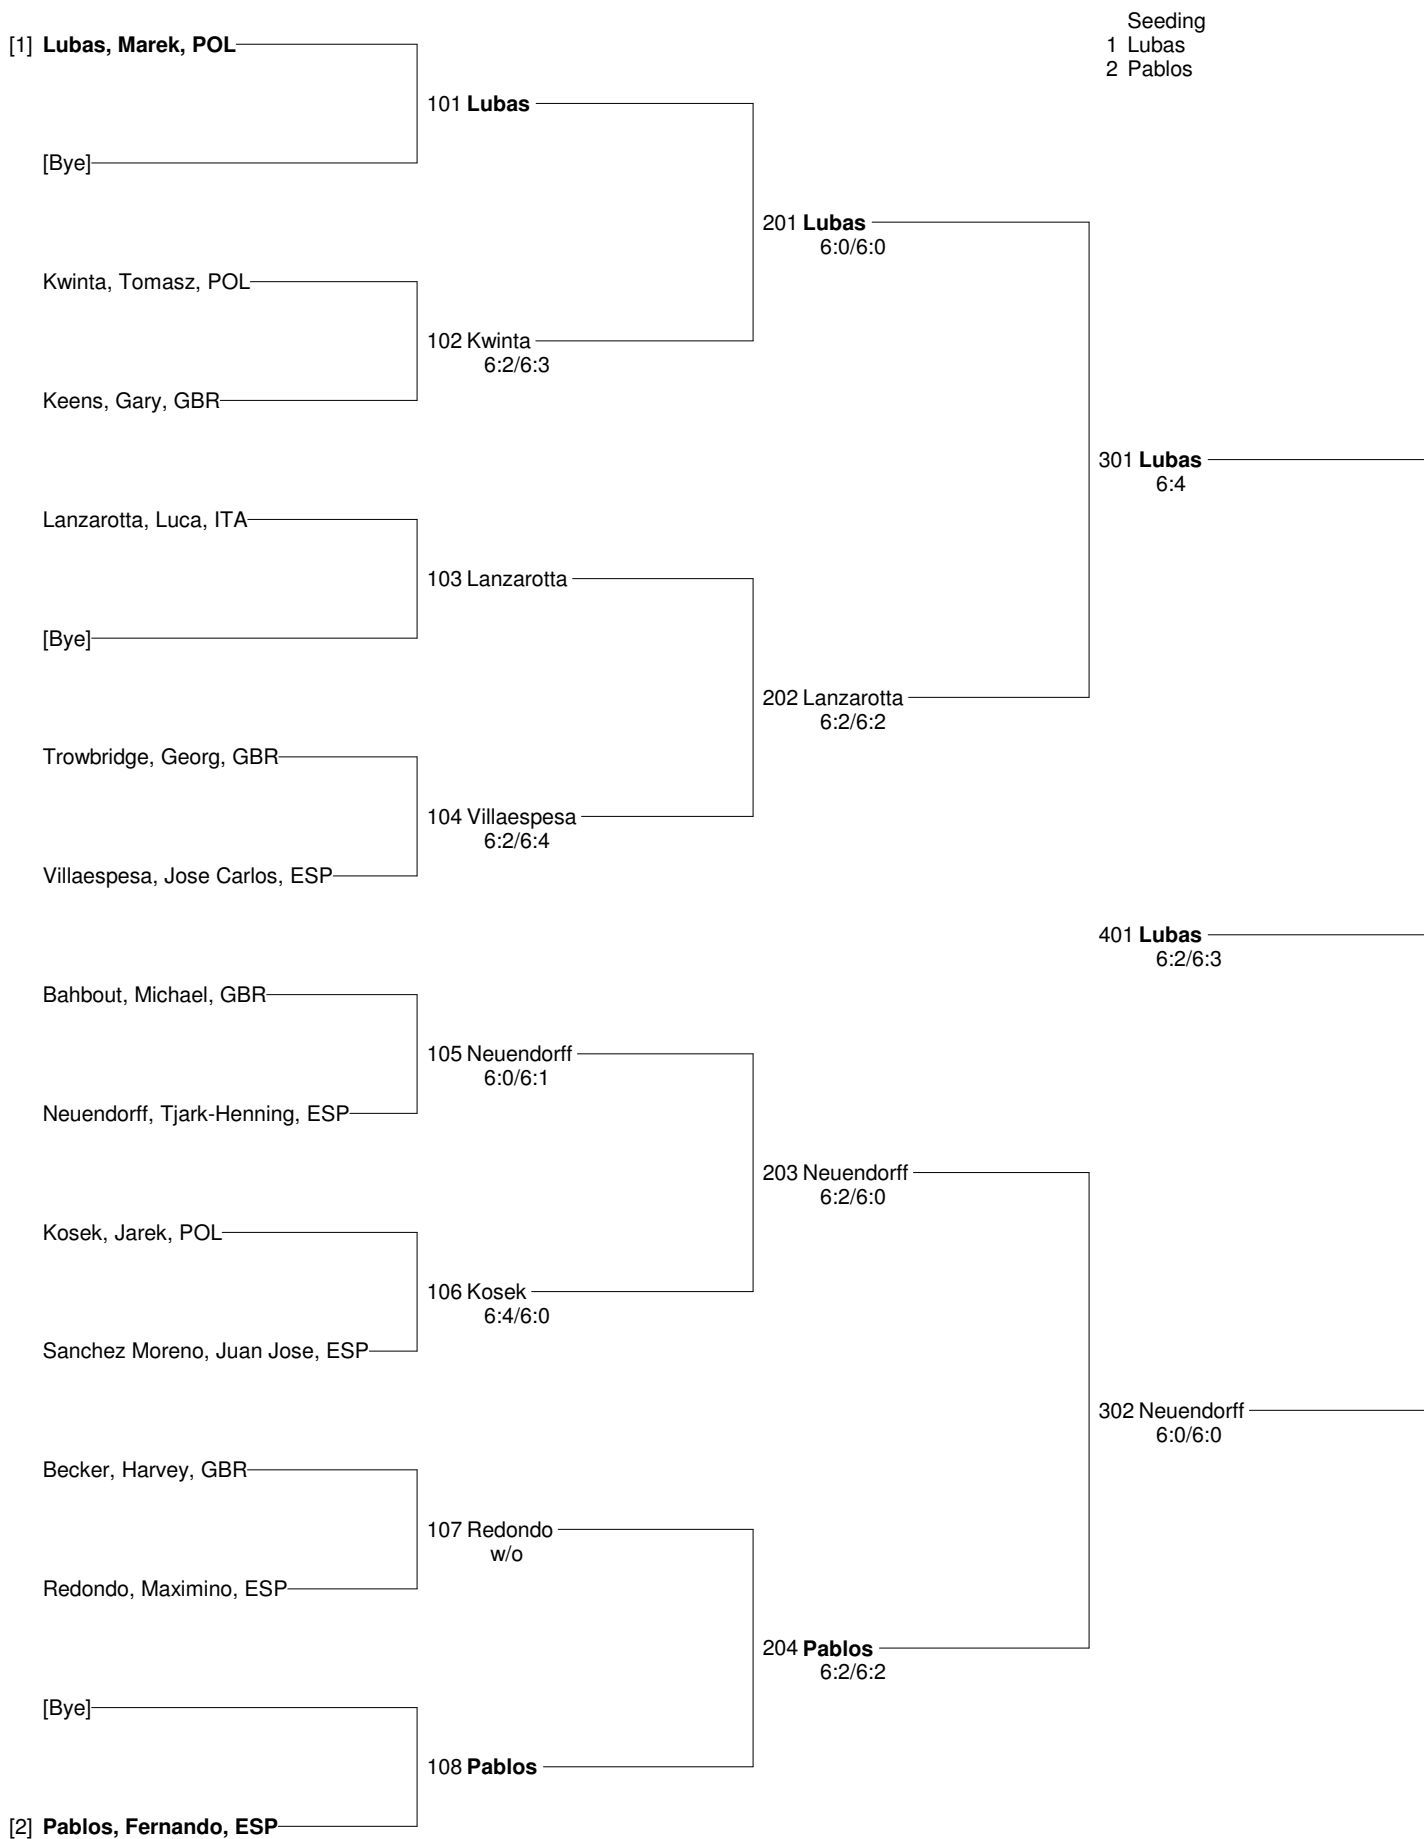 Seeding
1 Lubas
2 Pablos
[1] Lubas, Marek, POL
101 Lubas
[Bye]
201 Lubas
6:0/6:0
Kwinta, Tomasz, POL
102 Kwinta
6:2/6:3
Keens, Gary, GBR
301 Lubas
6:4
Lanzarotta, Luca, ITA
103 Lanzarotta
[Bye]
202 Lanzarotta
6:2/6:2
Trowbridge, Georg, GBR
104 Villaespesa
6:2/6:4
Villaespesa, Jose Carlos, ESP
401 Lubas
6:2/6:3
Bahbout, Michael, GBR
105 Neuendorff
6:0/6:1
Neuendorff, Tjark-Henning, ESP
203 Neuendorff
6:2/6:0
Kosek, Jarek, POL
106 Kosek
6:4/6:0
Sanchez Moreno, Juan Jose, ESP
302 Neuendorff
6:0/6:0
Becker, Harvey, GBR
107 Redondo
w/o
Redondo, Maximino, ESP
204 Pablos
6:2/6:2
[Bye]
108 Pablos
[2] Pablos, Fernando, ESP